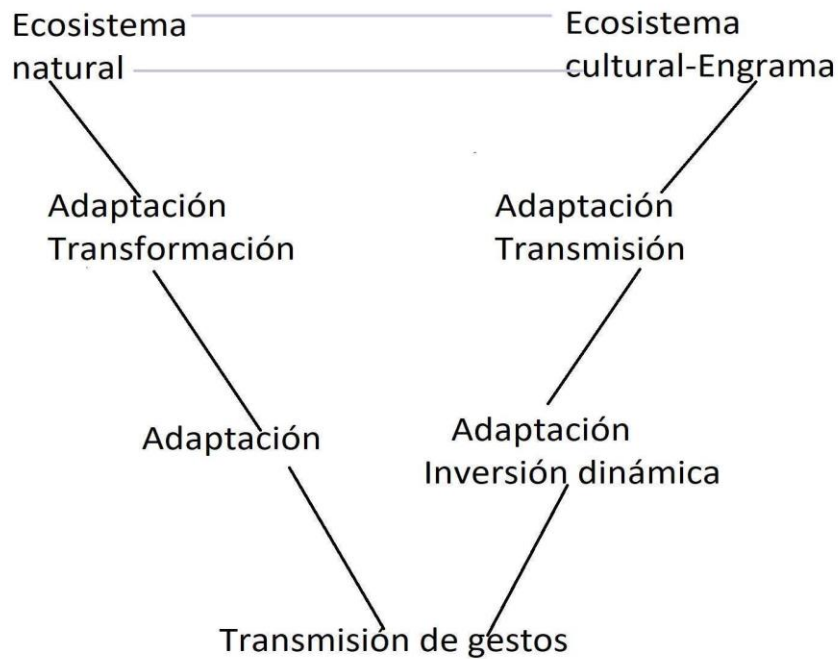 Ecosistema
natural
Ecosistema
cultural-Engrama
Adaptación
Transformación
Adaptación
Transmisión
Adaptación
Adaptación
Inversión dinámica
Transmisión de gestos